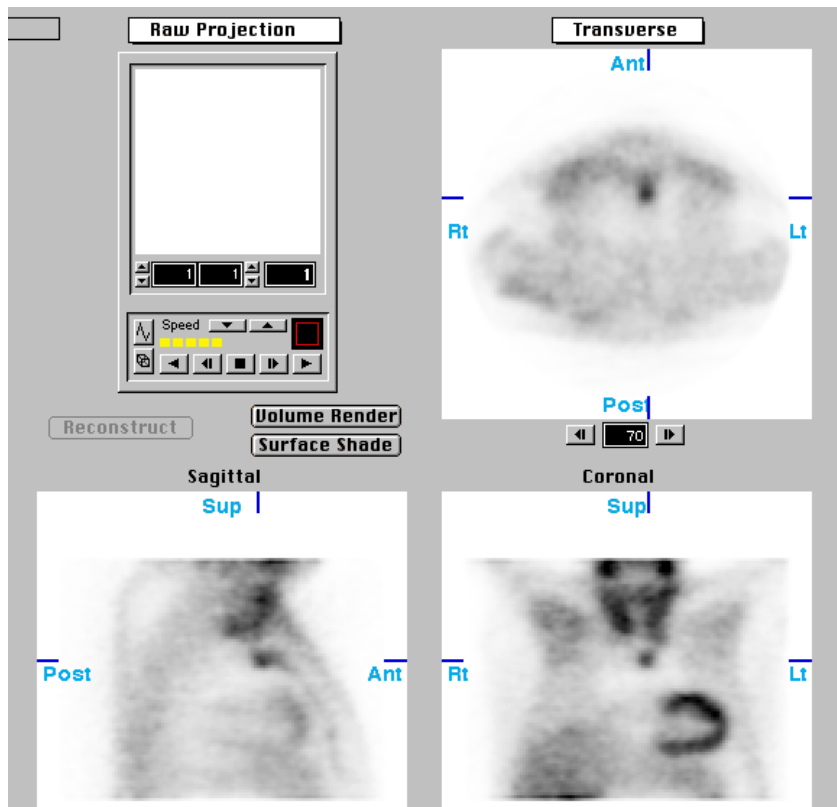 Raw Projection
Transverse
Ant
Rt
Lt
1 1 1
Speed
Post
Reconstruct
Volume Render
Surface Shade
70
Sagittal
Coronal
Sup
Sup
Post
Ant
Rt
Lt